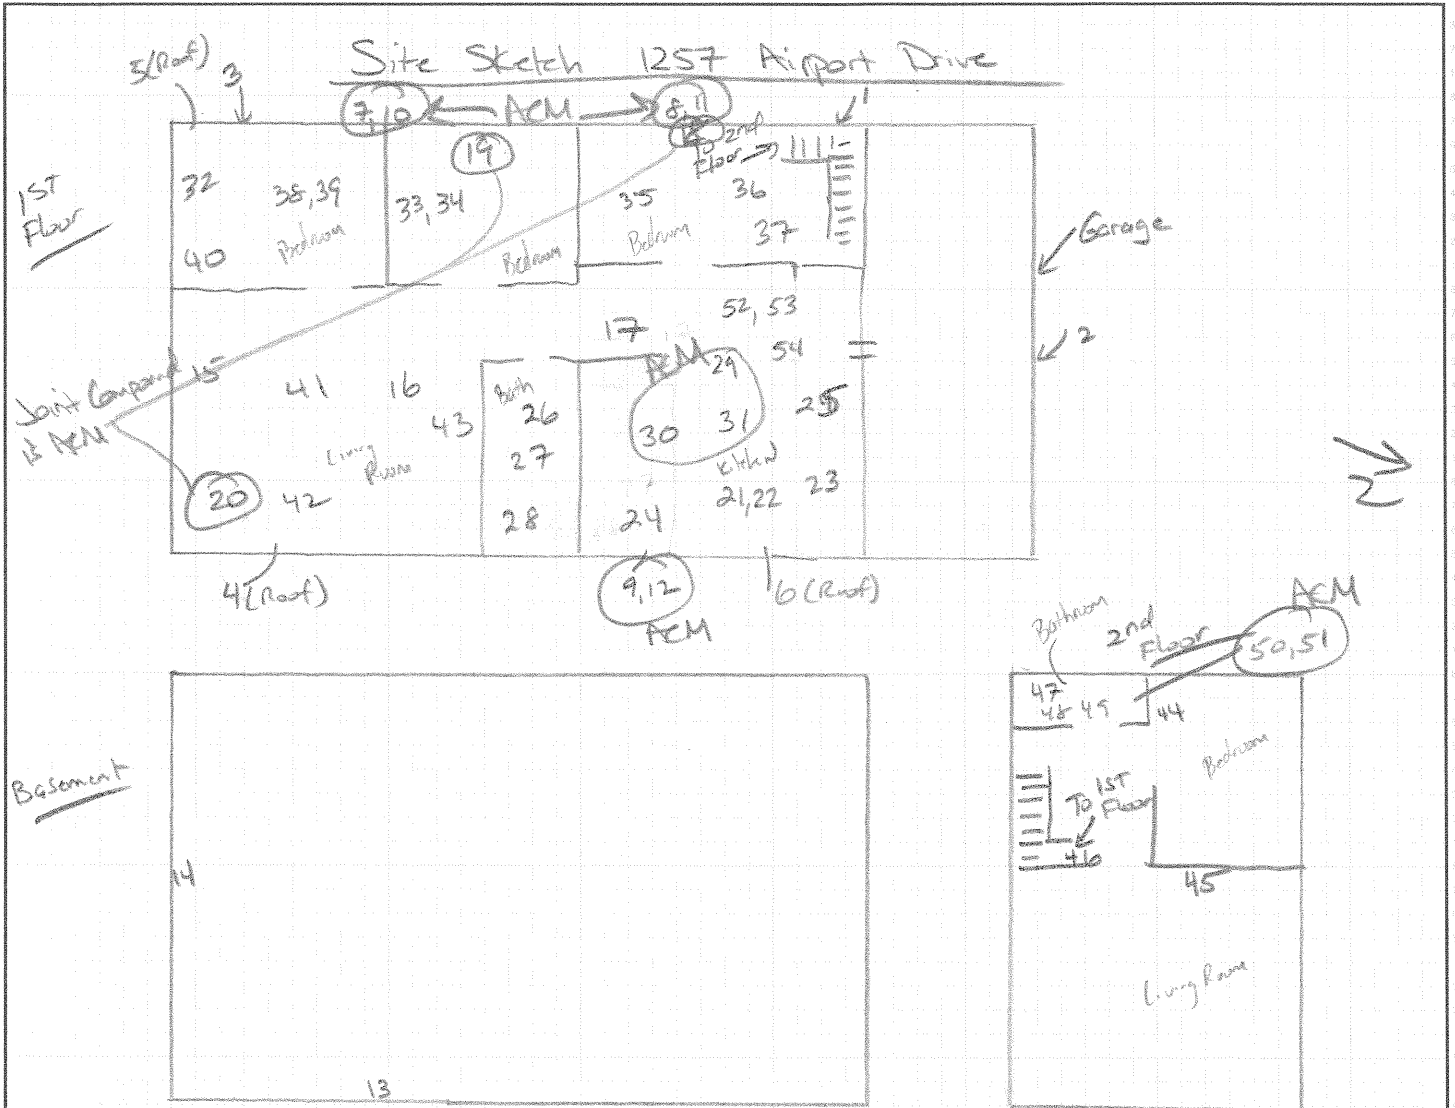 Site Sketch 1257 Airport Drive
5(Roof)
3
7,10
ACM
8,11
1
1ST
Floor
19
To 2nd
Floor
32
38,39
33,34
35
36
37
40
Bedroom
Bedroom
Bedroom
Garage
52,53
17
54
2
ACM
29
Joint Compound
is ACM
15
41
16
43
Bath
26
30
31
25
27
Living
Room
Kitchen
20
42
28
24
21,22
23
4(Roof)
9,12
ACM
6(Roof)
ACM
Bathroom
2nd
Floor
50,51
47
48
49
44
Bedroom
Basement
To 1ST
Floor
46
45
14
Living Room
13